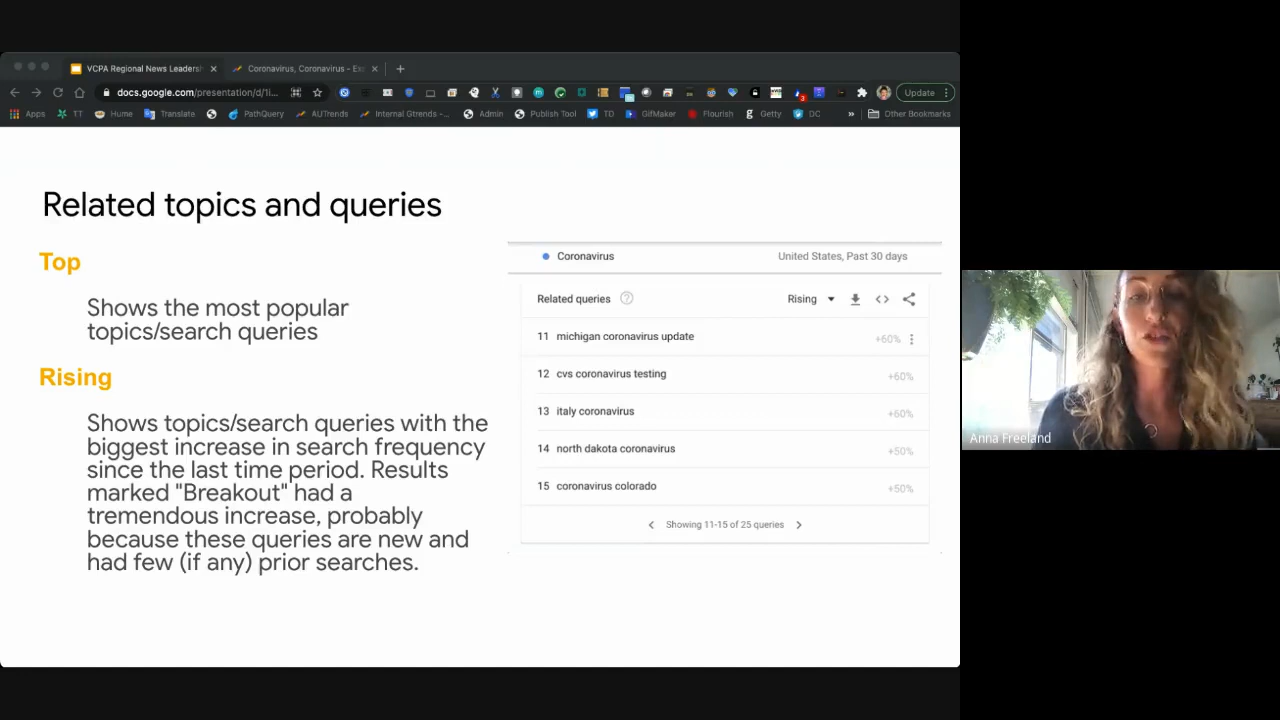 VCPA Regional News Leadersh
Coronavirus, Coronavirus - Ex
docs.google.com/presentation/d/1i...
Update
Apps
TT
Home
Translate
PathQuery
AUTrends
Internal Gtrends -...
Admin
Publish Tool
TD
GifMaker
Flourish
Getty
DC
»
Other Bookmarks
Related topics and queries
Top
Shows the most popular
topics/search queries
Rising
Shows topics/search queries with the
biggest increase in search frequency
since the last time period. Results
marked "Breakout" had a
tremendous increase, probably
because these queries are new and
had few (if any) prior searches.
Coronavirus
United States, Past 30 days
Related queries
Rising
11 michigan coronavirus update +60%
12 cvs coronavirus testing +60%
13 italy coronavirus +60%
14 north dakota coronavirus +50%
15 coronavirus colorado +50%
Showing 11-15 of 25 queries
Anna Freeland